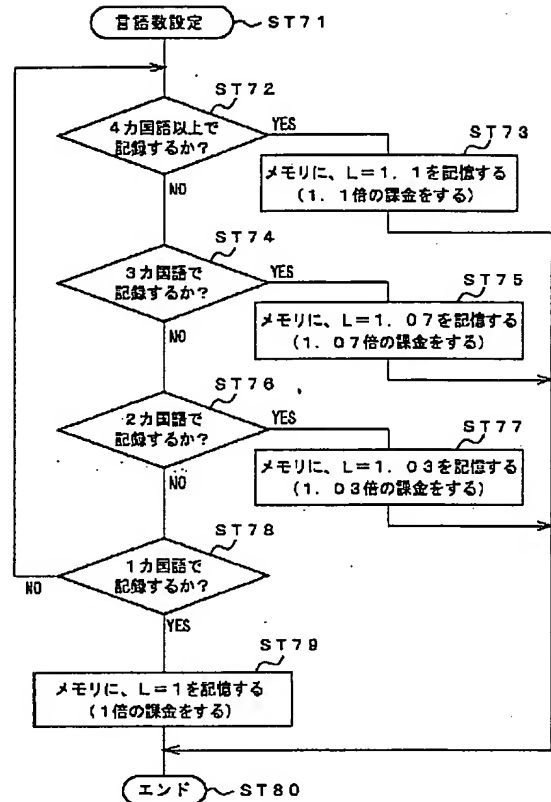 言語数設定
ST71
ST72
4カ国語以上で
記録するか?
YES
NO
ST73
メモリに、L=1.1を記憶する
(1.1倍の課金をする)
ST74
3カ国語で
記録するか?
YES
NO
ST75
メモリに、L=1.07を記憶する
(1.07倍の課金をする)
ST76
2カ国語で
記録するか?
YES
NO
ST77
メモリに、L=1.03を記憶する
(1.03倍の課金をする)
ST78
1カ国語で
記録するか?
NO
YES
ST79
メモリに、L=1を記憶する
(1倍の課金をする)
エンド
ST80